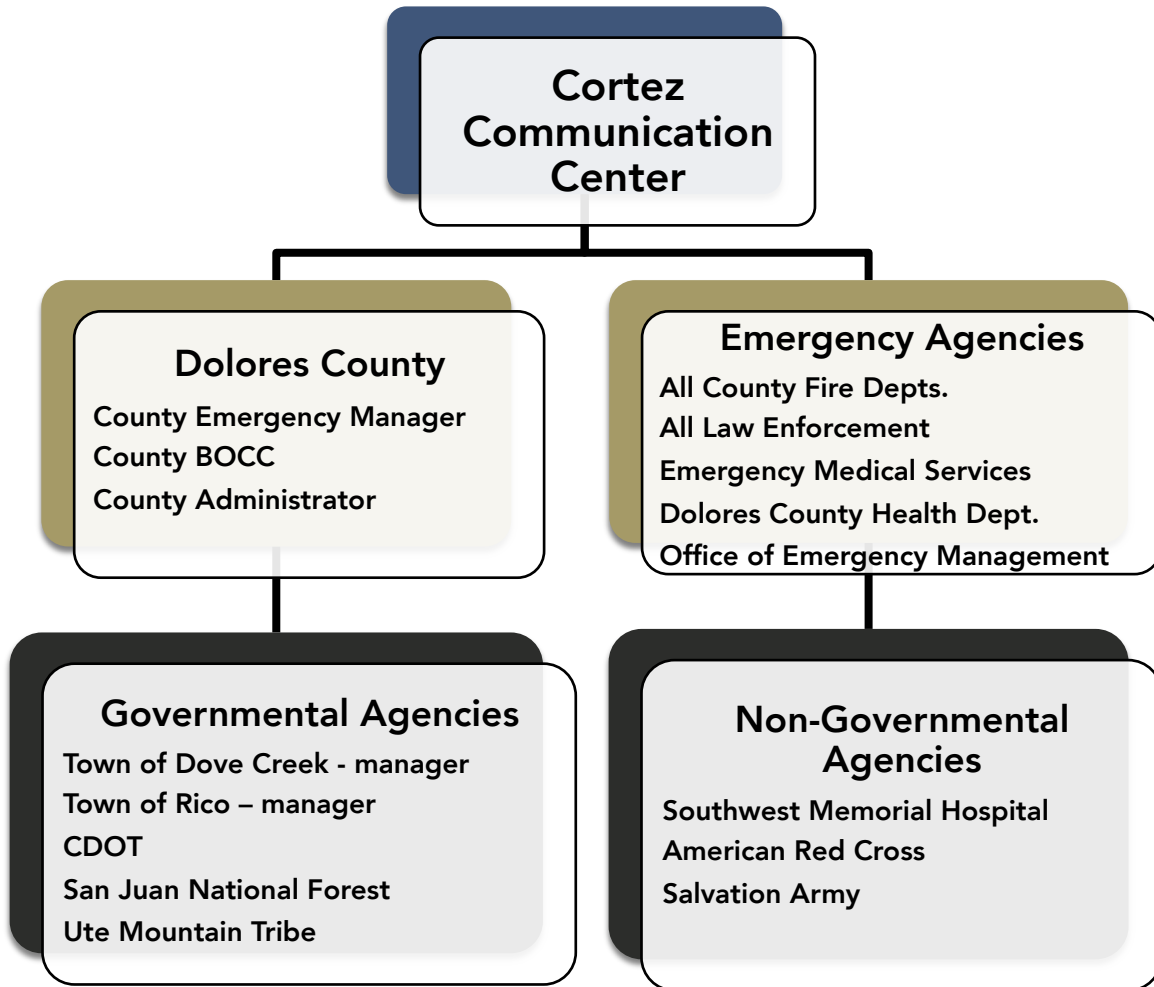 Cortez
Communication
Center
Dolores County
County Emergency Manager
County BOCC
County Administrator
Emergency Agencies
All County Fire Depts.
All Law Enforcement
Emergency Medical Services
Dolores County Health Dept.
Office of Emergency Management
Governmental Agencies
Town of Dove Creek - manager
Town of Rico – manager
CDOT
San Juan National Forest
Ute Mountain Tribe
Non-Governmental
Agencies
Southwest Memorial Hospital
American Red Cross
Salvation Army